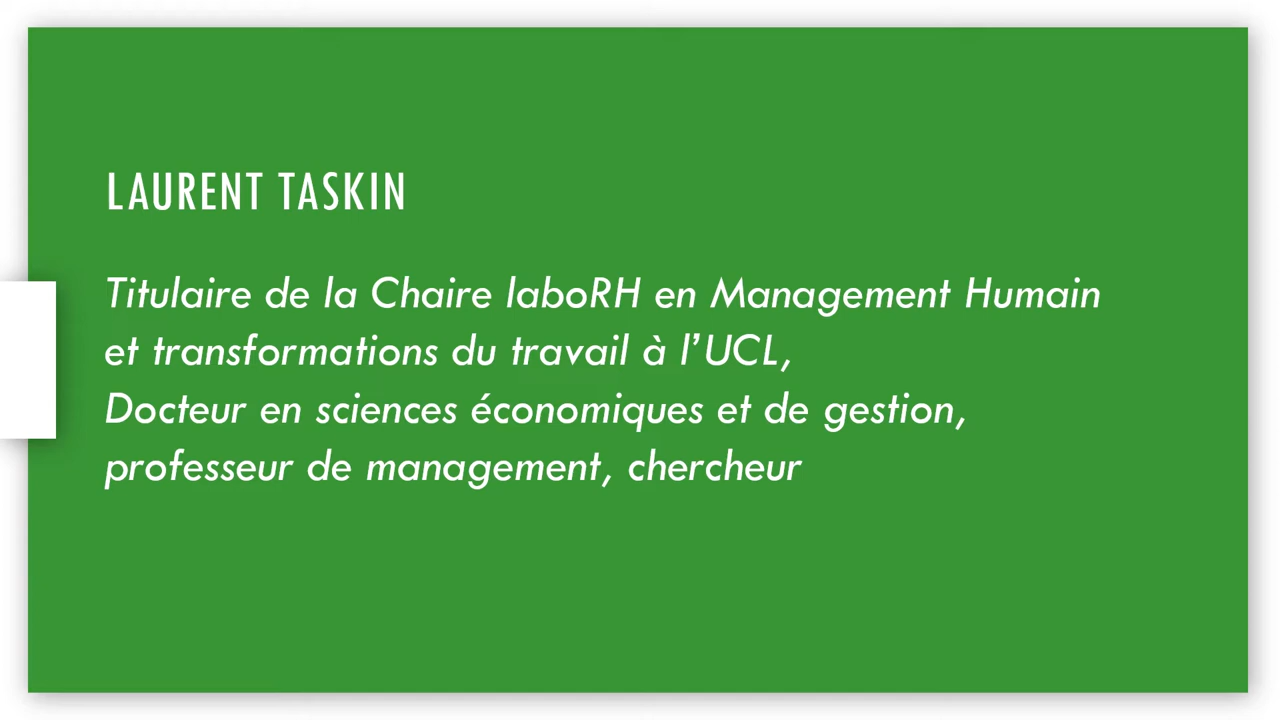 LAURENT TASKIN
Titulaire de la Chaire laboRH en Management Humain
et transformations du travail à l’UCL,
Docteur en sciences économiques et de gestion,
professeur de management, chercheur